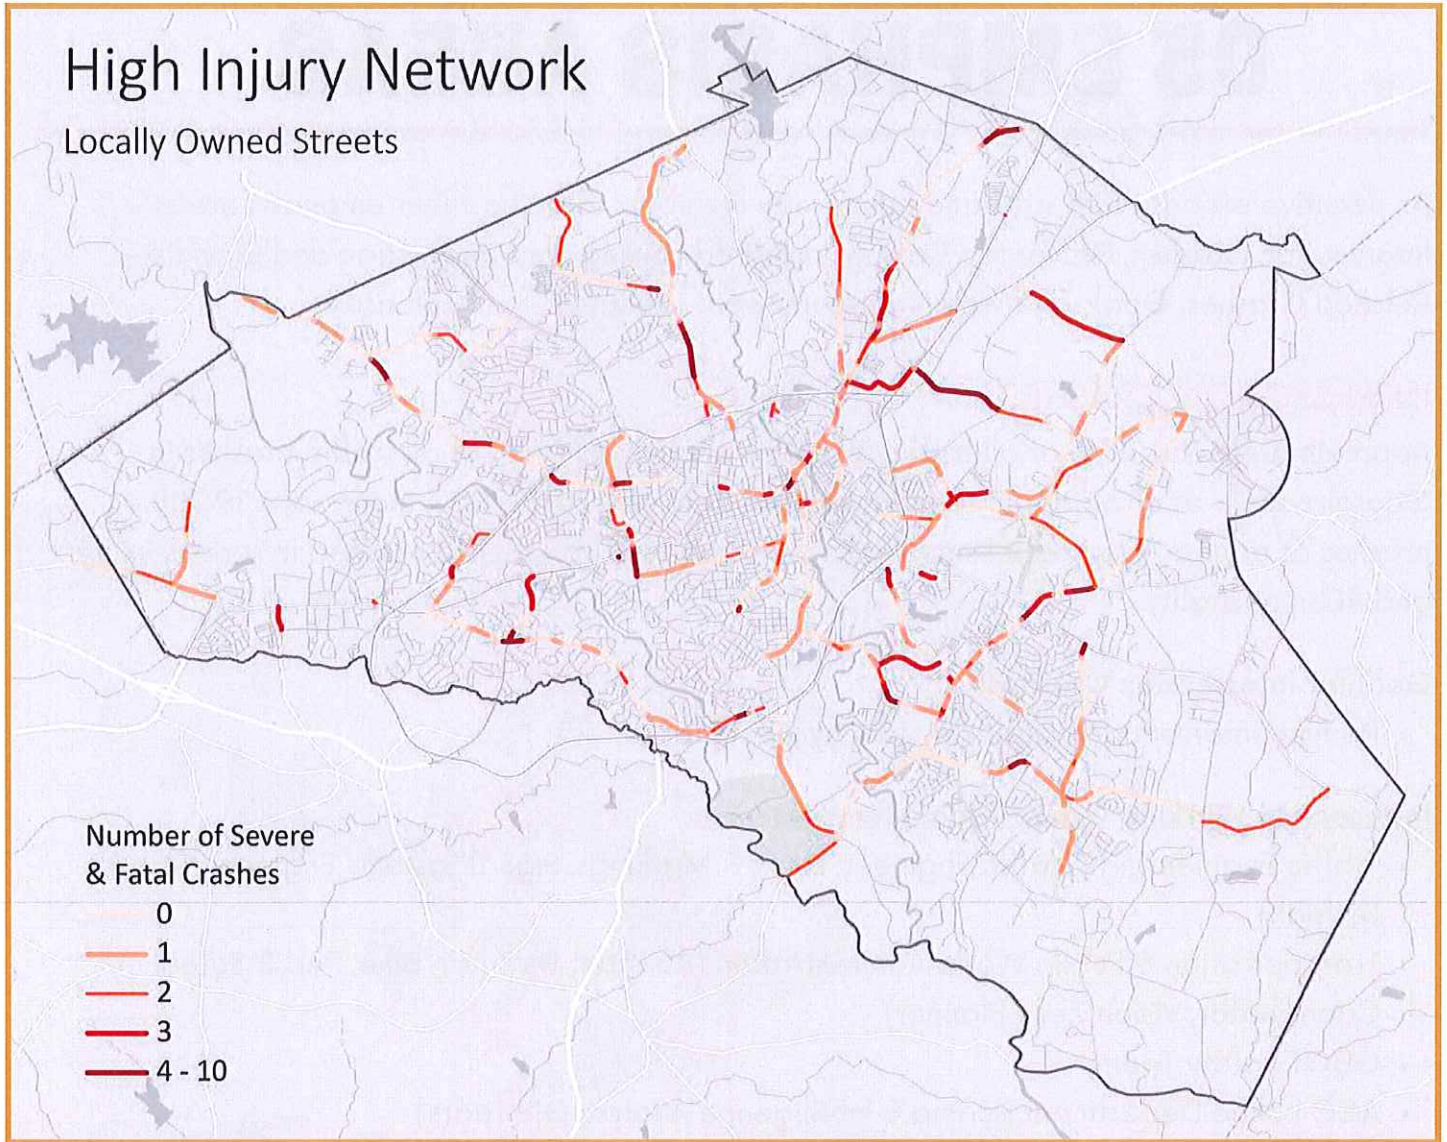 High Injury Network
Locally Owned Streets
Number of Severe
& Fatal Crashes
0
1
2
3
4 - 10